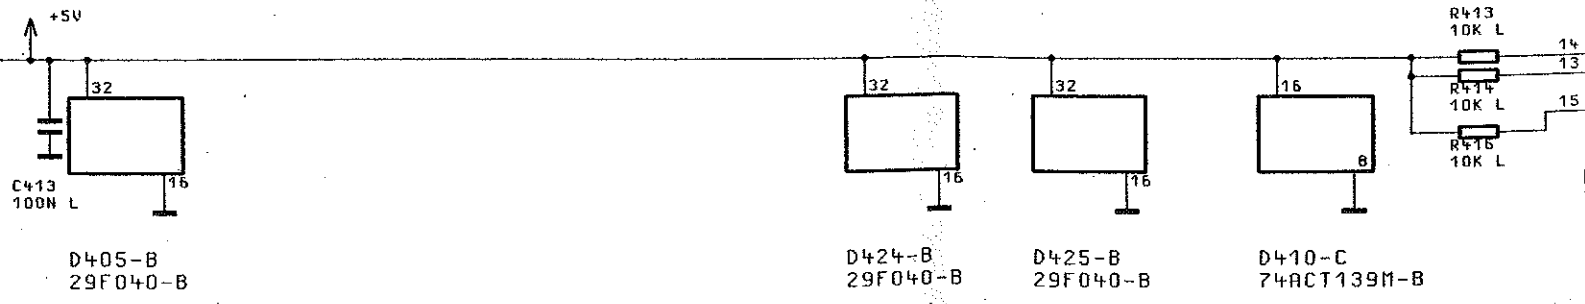 +5V
R413
10K L
14
13
R414
10K L
15
R416
10K L
32
32
32
16
16
16
16
8
C413
100N L
D405-B
29F040-B
D424-B
29F040-B
D425-B
29F040-B
D410-C
74ACT139M-B